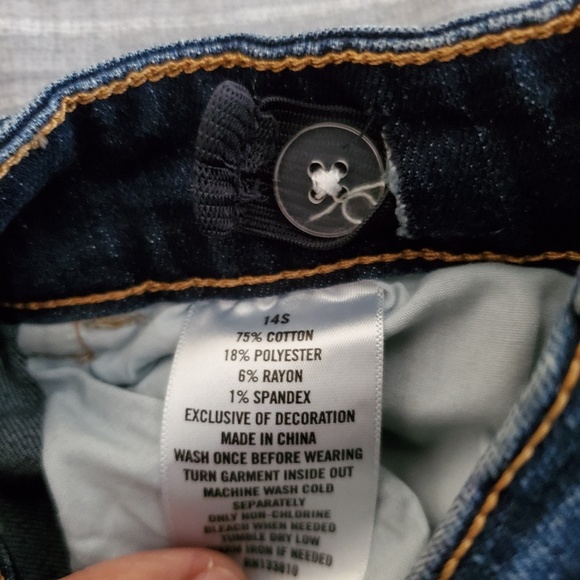 14S
75% COTTON
18% POLYESTER
6% RAYON
1% SPANDEX
EXCLUSIVE OF DECORATION
MADE IN CHINA
WASH ONCE BEFORE WEARING
TURN GARMENT INSIDE OUT
MACHINE WASH COLD
SEPARATELY
ONLY NON-CHLORINE
BLEACH WHEN NEEDED
TUMBLE DRY LOW
IRON IF NEEDED